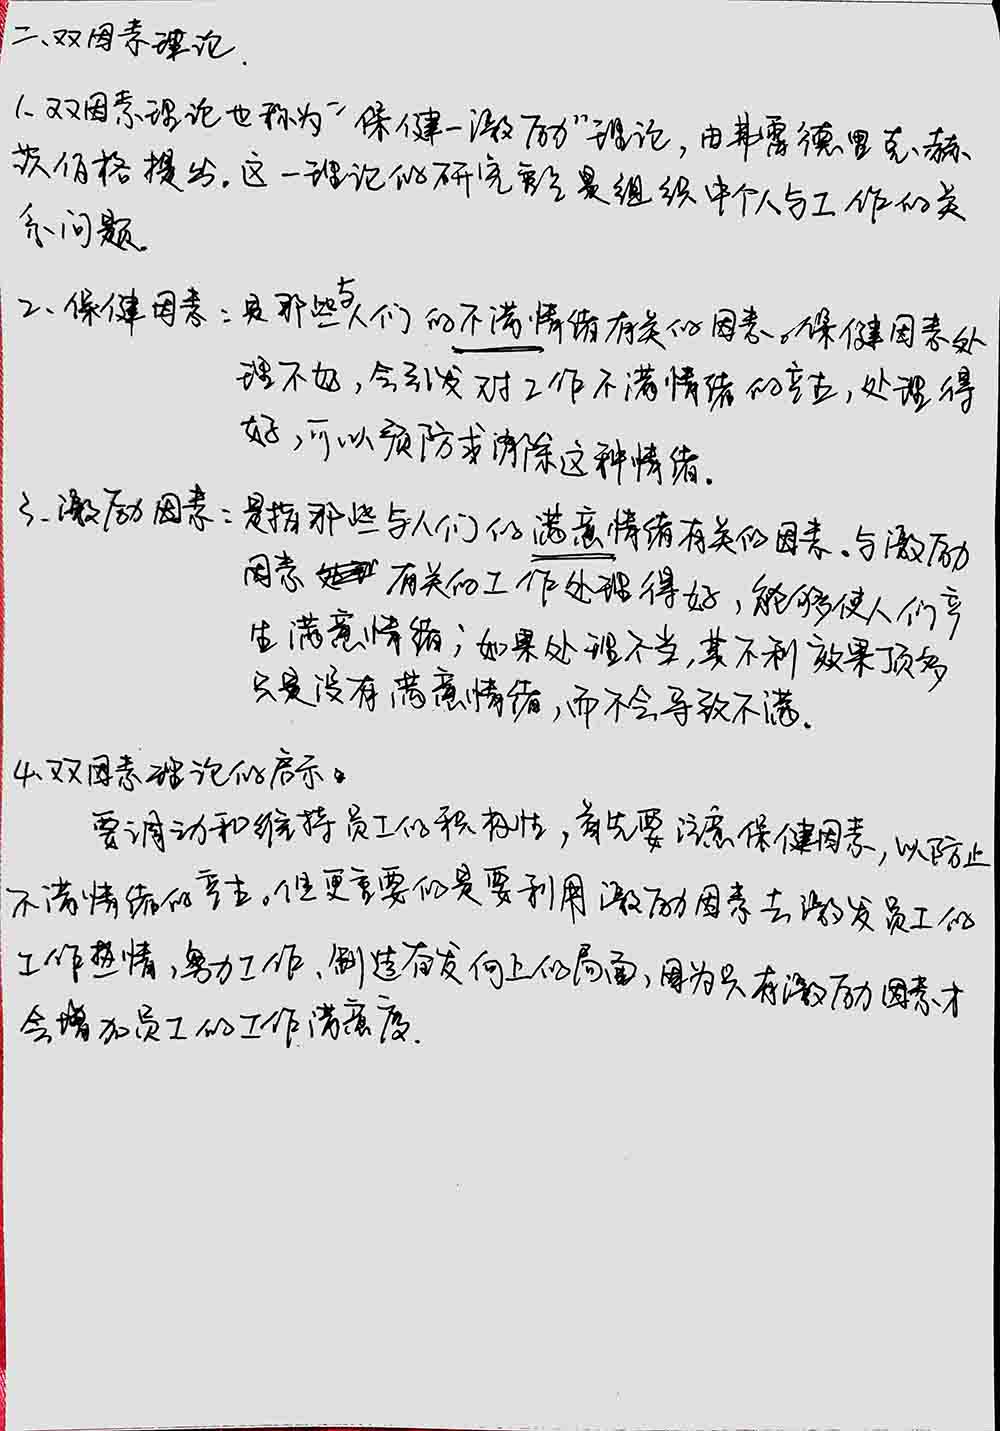 二、双因素理论.
1、双因素理论也称为“保健一激励”理论，由弗雷德里克、赫
茨伯格提出。这一理论的研究重点是组织中个人与工作的关
系问题。
2、保健因素：是那些与人们的不满情绪有关的因素。保健因素处
理不好，会引发对工作不满情绪的产生，处理得
好，可以预防或消除这种情绪。
3、激励因素：是指那些与人们的满意情绪有关的因素。与激励
因素有关的工作处理得好，能够使人们产
生满意情绪；如果处理不当，其不利效果顶多
只是没有满意情绪，而不会导致不满。
4、双因素理论的启示。
要调动和维持员工的积极性，首先要注意保健因素，以防止
不满情绪的产生。但更重要的是要利用激励因素去激发员工的
工作热情，努力工作、创造奋发向上的局面，因为只有激励因素才
会增加员工的工作满意度.